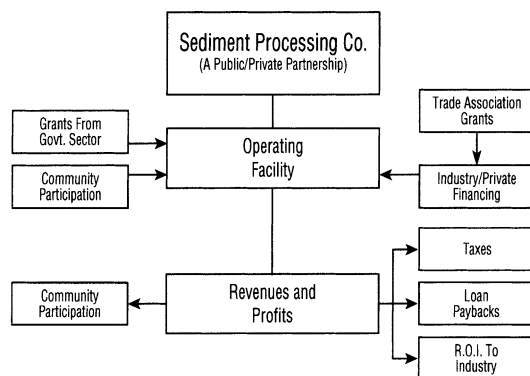 Sediment Processing Co.
(A Public/Private Partnership)
Grants From
Govt. Sector
Community
Participation
Operating
Facility
Trade Association
Grants
Industry/Private
Financing
Community
Participation
Revenues and
Profits
Taxes
Loan
Paybacks
R.O.I. To
Industry